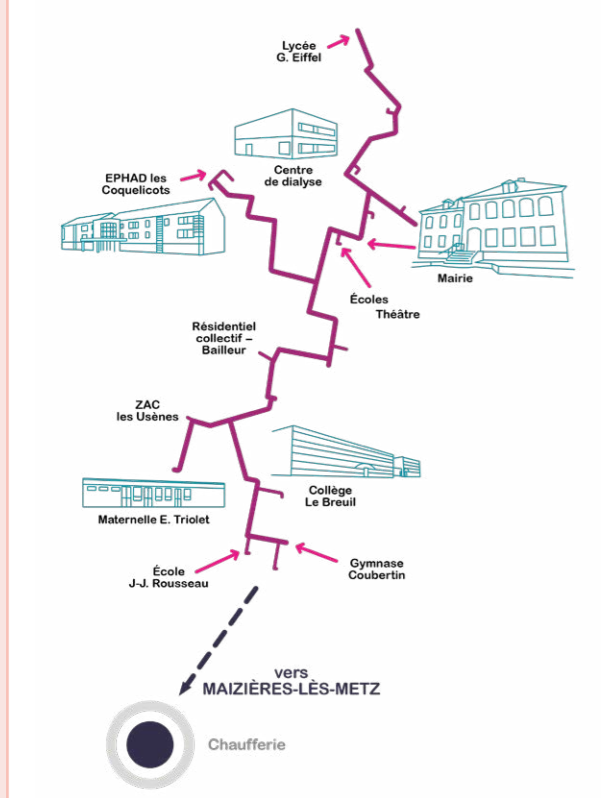 Lycée
G. Eiffel
Centre
de dialyse
EPHAD les
Coquelicots
Mairie
Écoles
Théâtre
Résidentiel
collectif –
Bailleur
ZAC
les Usènes
Collège
Le Breuil
Maternelle E. Triolet
École
J-J. Rousseau
Gymnase
Coubertin
vers
MAIZIÈRES-LÈS-METZ
Chaufferie